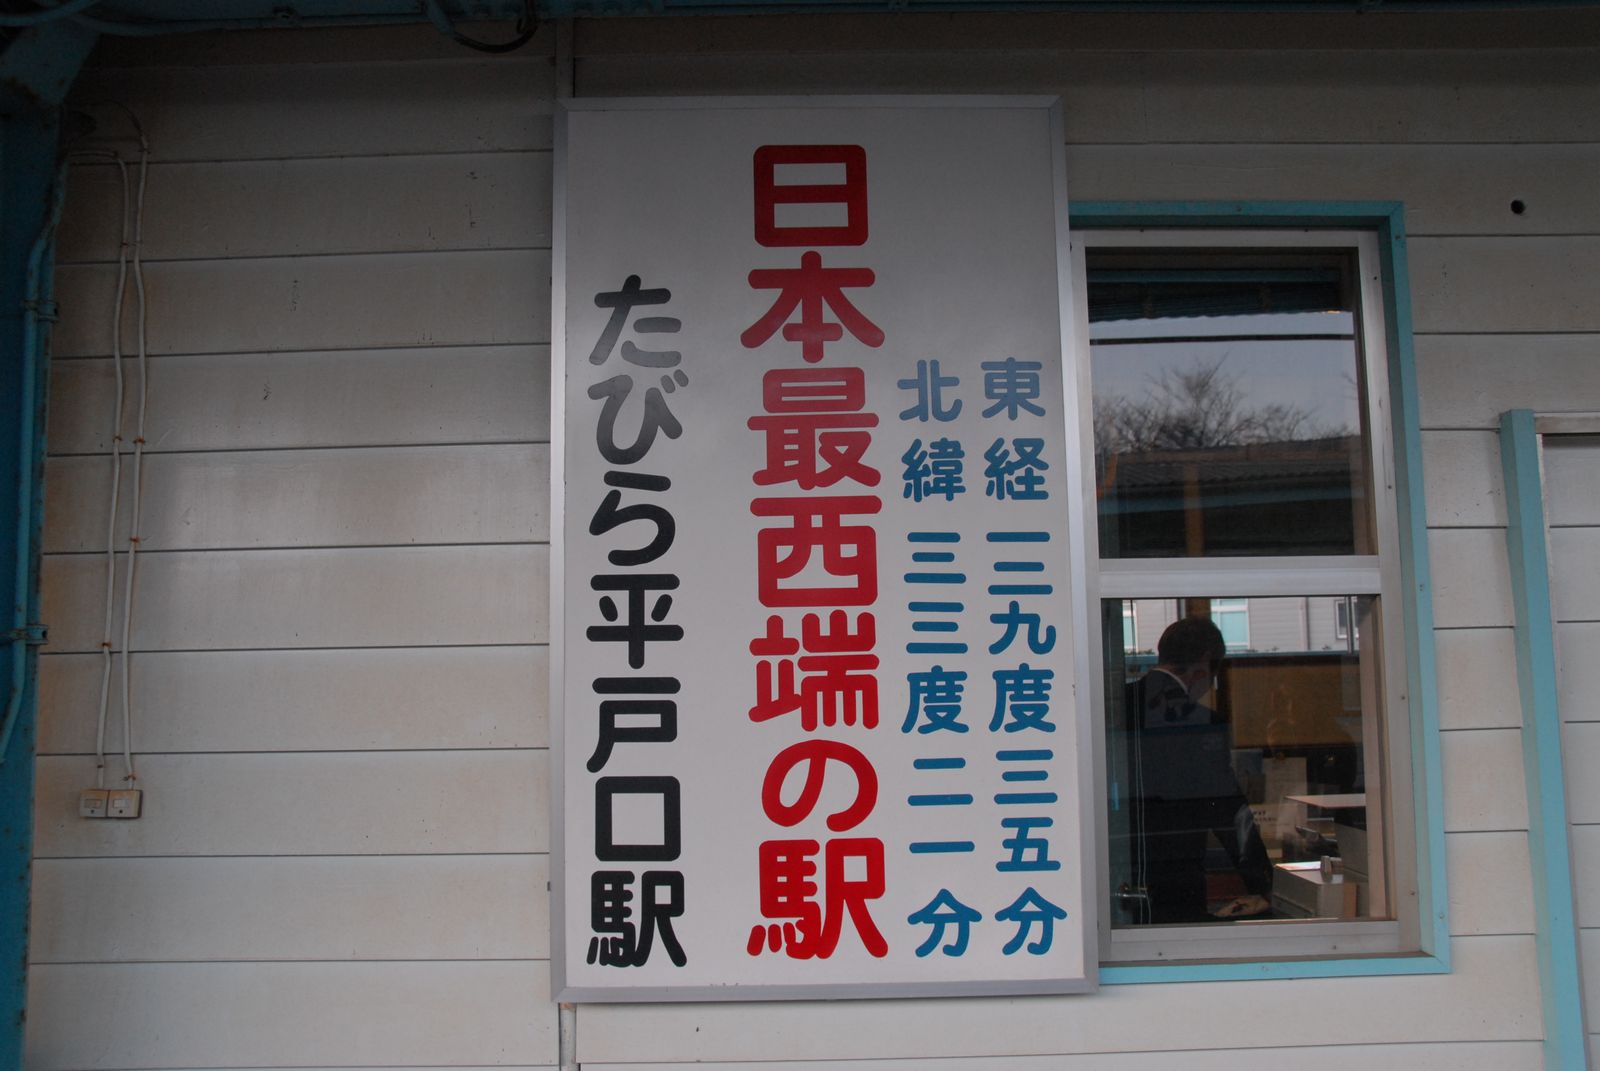 東経一二九度三五分
北緯三三度二一分
日本最西端の駅
たびら平戸口駅